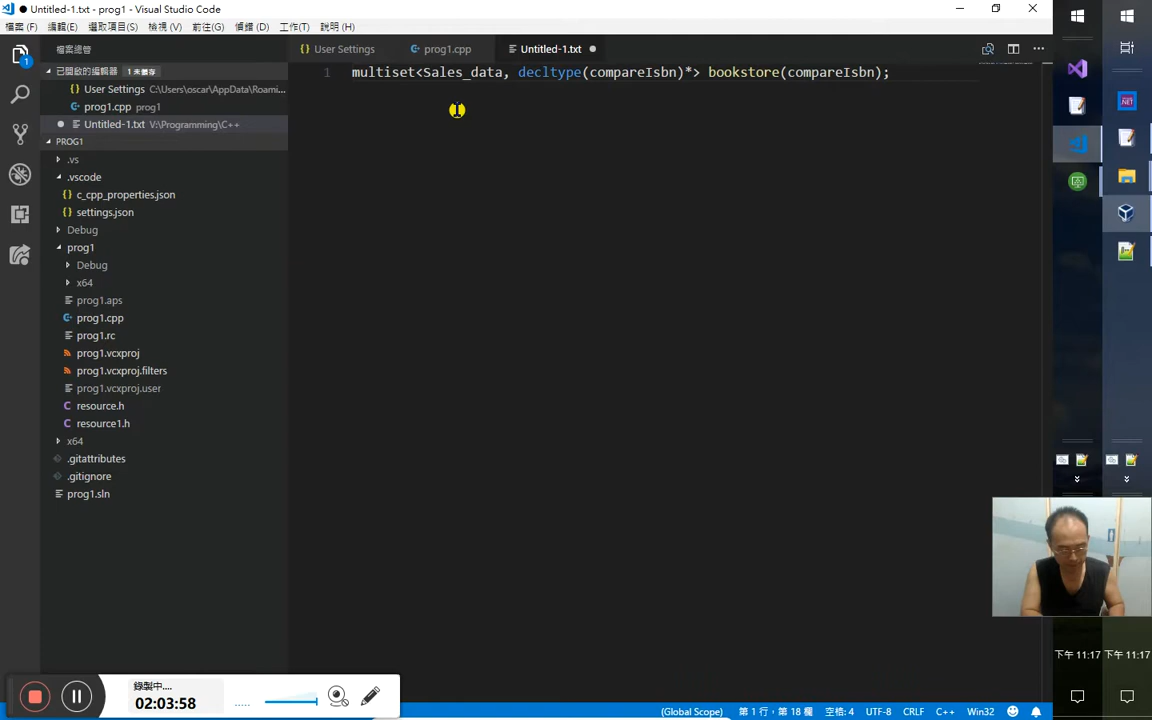 Untitled-1.txt - prog1 - Visual Studio Code
檔案 (F) 編輯(E) 選取項目(S) 檢視 (V) 前往(G) 偵錯 (D) 工作(T) 說明 (H)
檔案總管
User Settings prog1.cpp Untitled-1.txt
已開啟的編輯器 1 未儲存
User Settings C:\Users\oscar\AppData\Roami...
prog1.cpp prog1
Untitled-1.txt V:\Programming\C++
PROG1
.vs
.vscode
c_cpp_properties.json
settings.json
Debug
prog1
Debug
x64
prog1.aps
prog1.cpp
prog1.rc
prog1.vcxproj
prog1.vcxproj.filters
prog1.vcxproj.user
resource.h
resource1.h
x64
.gitattributes
.gitignore
prog1.sln
1 multiset<Sales_data, decltype(compareIsbn)*> bookstore(compareIsbn);
下午 11:17 下午 11:17
錄製中....
02:03:58
(Global Scope) 第 1 行，第 18 欄 空格: 4 UTF-8 CRLF C++ Win32